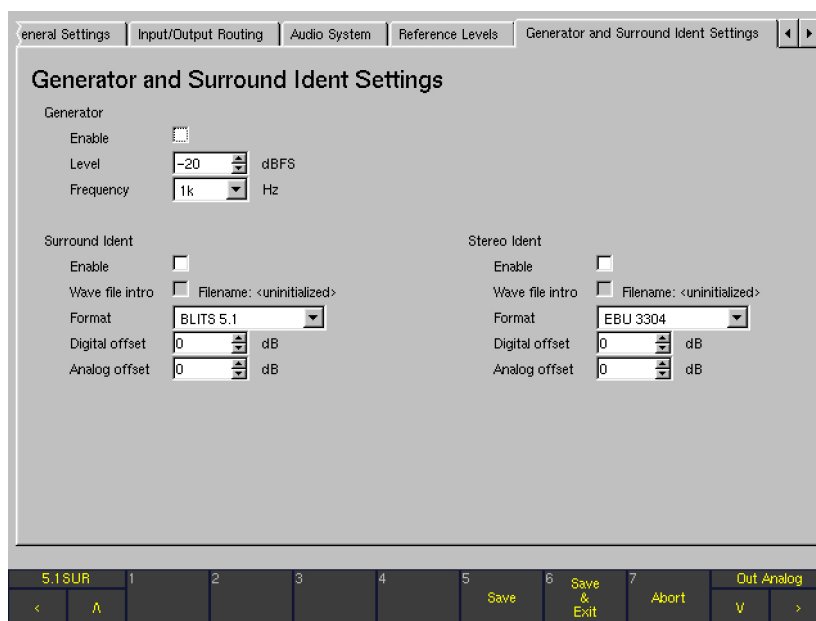 eneral Settings
Input/Output Routing
Audio System
Reference Levels
Generator and Surround Ident Settings
Generator and Surround Ident Settings
Generator
Enable
Level -20 dBFS
Frequency 1k Hz
Surround Ident
Enable
Wave file intro Filename: <uninitialized>
Format BLITS 5.1
Digital offset 0 dB
Analog offset 0 dB
Stereo Ident
Enable
Wave file intro Filename: <uninitialized>
Format EBU 3304
Digital offset 0 dB
Analog offset 0 dB
5.1SUR
< Λ
1
2
3
4
5 Save
6 Save & Exit
7 Abort
Out Analog
V >